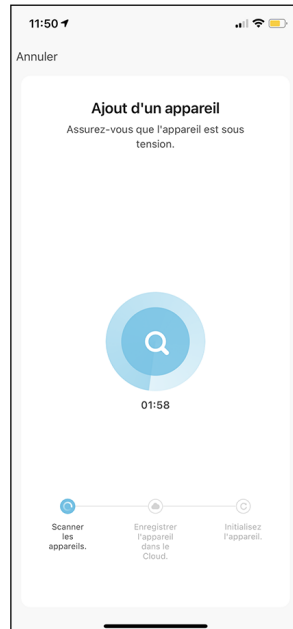 11:50
Annuler
Ajout d'un appareil
Assurez-vous que l'appareil est sous
tension.
01:58
Scanner
les
appareils.
Enregistrer
l'appareil
dans le
Cloud.
Initialisez
l'appareil.